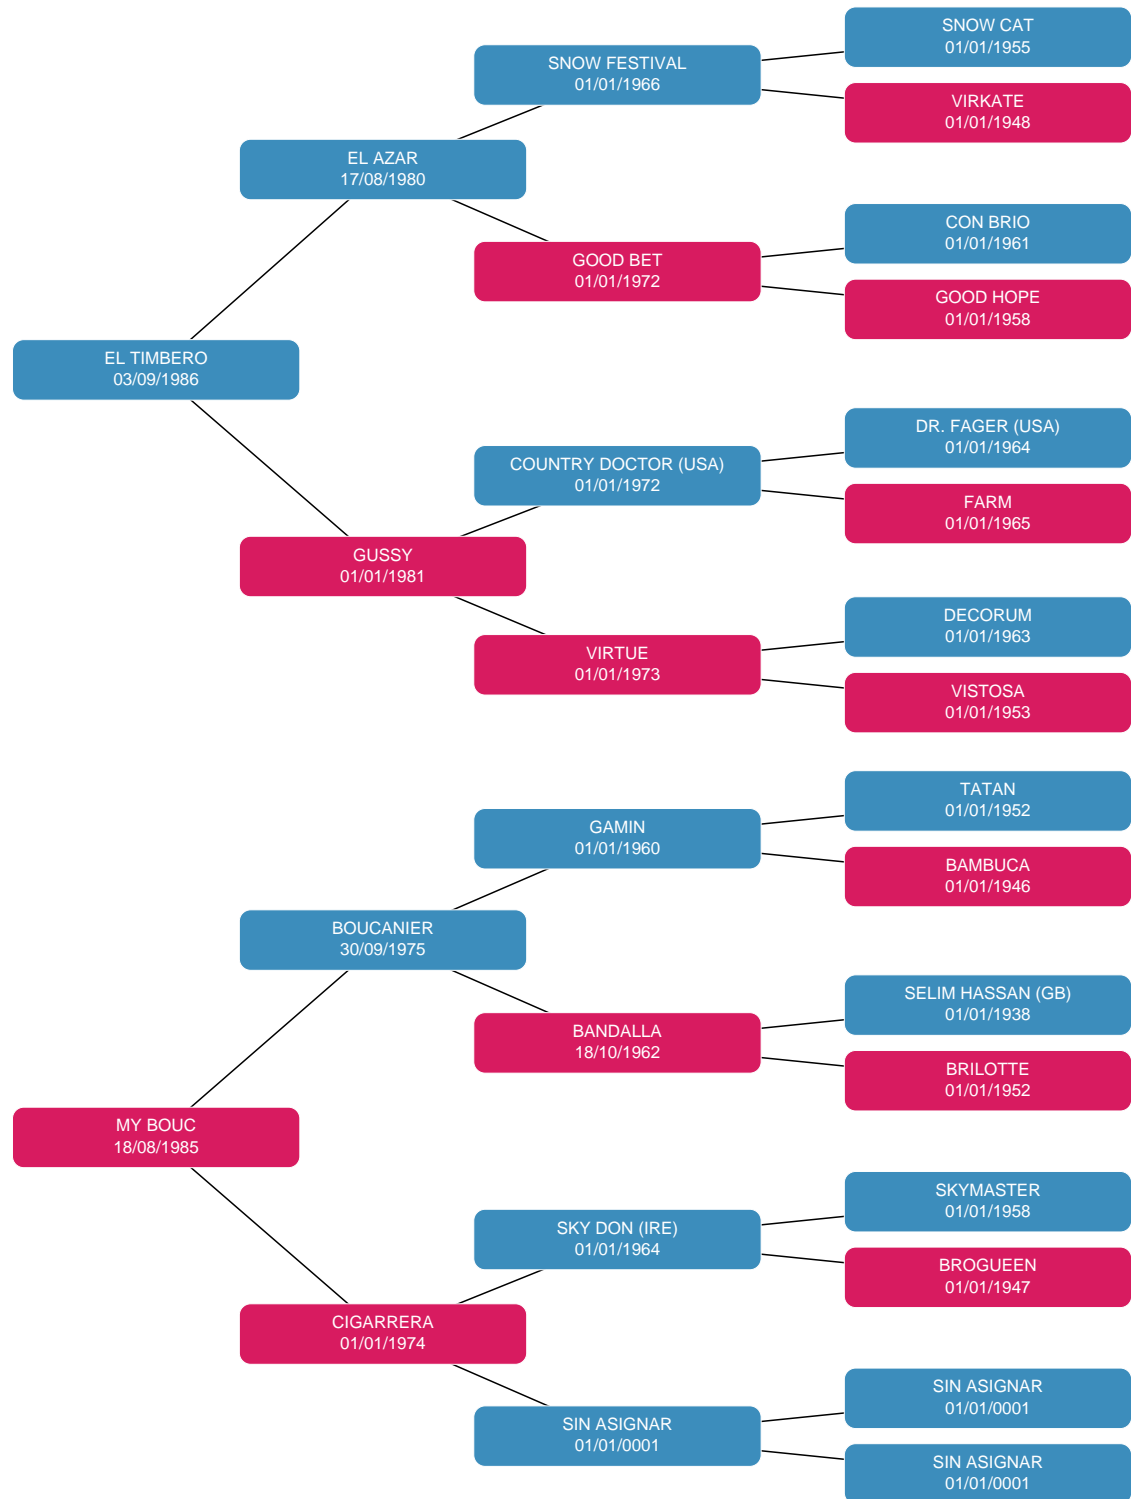 SNOW CAT
01/01/1955
SNOW FESTIVAL
01/01/1966
VIRKATE
01/01/1948
EL AZAR
17/08/1980
CON BRIO
01/01/1961
GOOD BET
01/01/1972
GOOD HOPE
01/01/1958
EL TIMBERO
03/09/1986
DR. FAGER (USA)
01/01/1964
COUNTRY DOCTOR (USA)
01/01/1972
FARM
01/01/1965
GUSSY
01/01/1981
DECORUM
01/01/1963
VIRTUE
01/01/1973
VISTOSA
01/01/1953
TATAN
01/01/1952
GAMIN
01/01/1960
BAMBUCA
01/01/1946
BOUCANIER
30/09/1975
SELIM HASSAN (GB)
01/01/1938
BANDALLA
18/10/1962
BRILOTTE
01/01/1952
MY BOUC
18/08/1985
SKYMASTER
01/01/1958
SKY DON (IRE)
01/01/1964
BROGUEEN
01/01/1947
CIGARRERA
01/01/1974
SIN ASIGNAR
01/01/0001
SIN ASIGNAR
01/01/0001
SIN ASIGNAR
01/01/0001